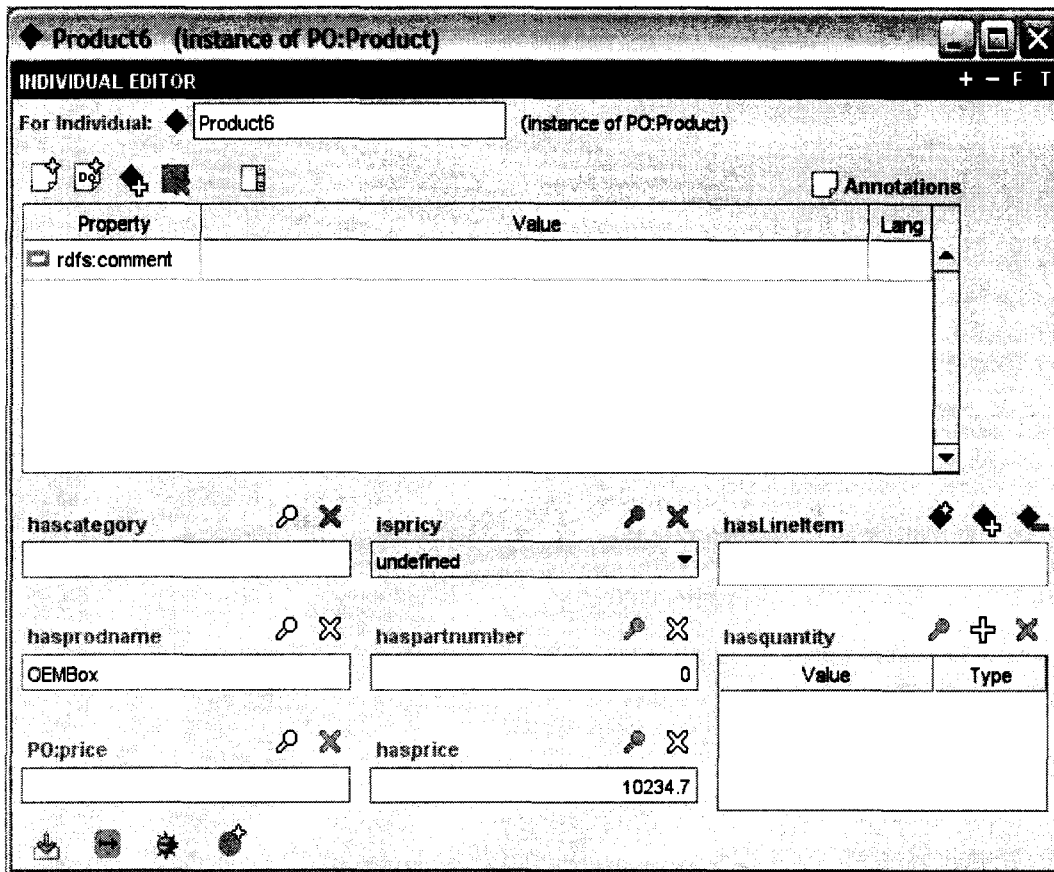 Product6 (instance of PO:Product)
INDIVIDUAL EDITOR + − F T
For Individual: Product6 (instance of PO:Product)
Annotations
Property Value Lang
rdfs:comment
hascategory ispricy hasLineItem
undefined
hasprodname haspartnumber hasquantity
OEMBox 0 Value Type
PO:price hasprice
10234.7